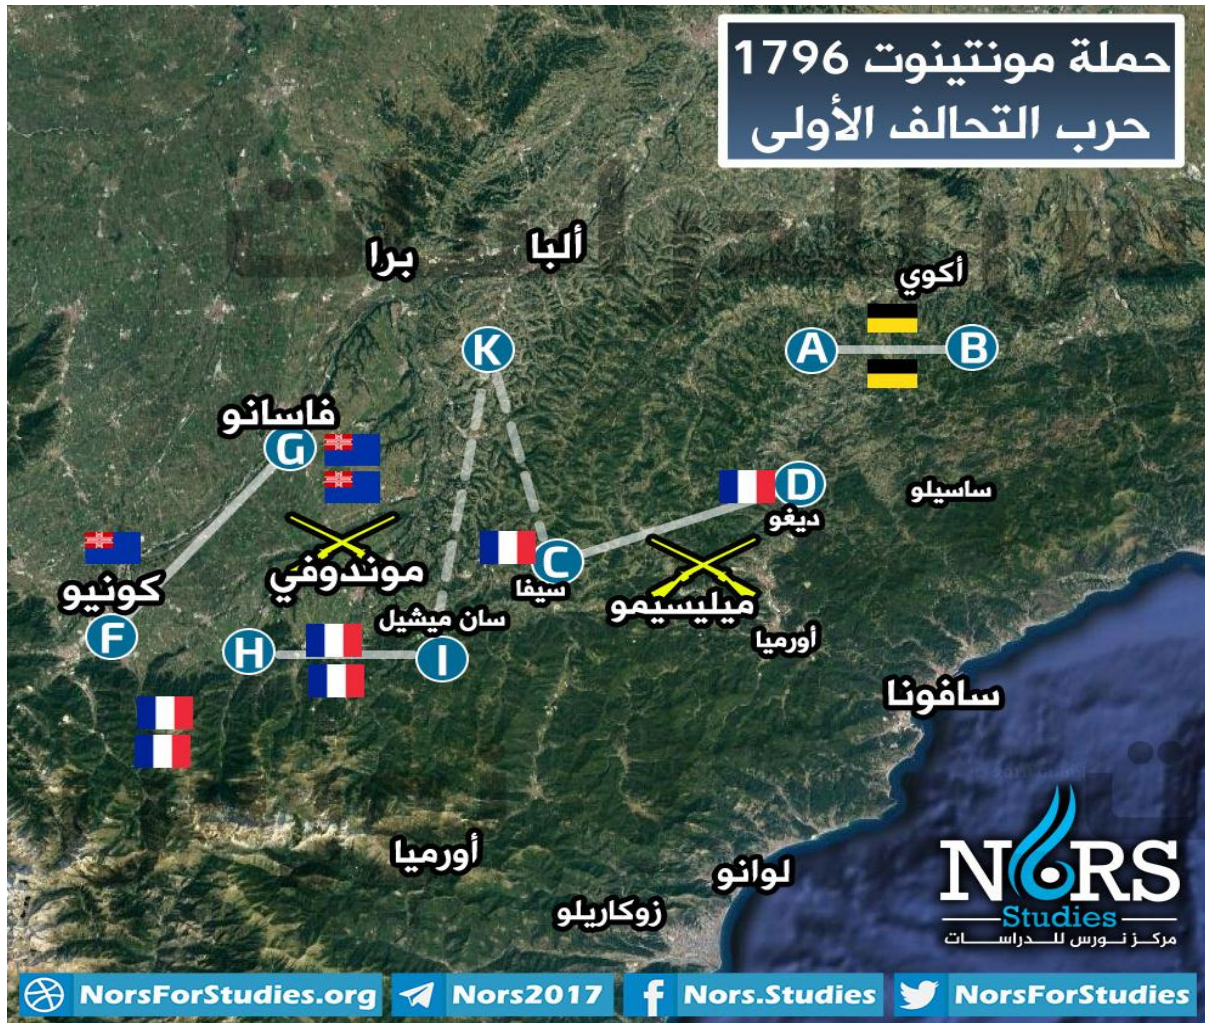 حملة مونتينوت 1796
حرب التحالف الأولى
ألبا
برا
أكوي
A
B
K
فاسانو
G
D
ديغو
ساسيلو
موندوفي
C
سيفا
ميليسيمو
كونيو
F
سان ميشيل
H
I
أورميا
سافونا
أورميا
لوانو
زوكاريلو
NORS
Studies
مركز نورس للدراسات
NorsForStudies.org
Nors2017
Nors.Studies
NorsForStudies